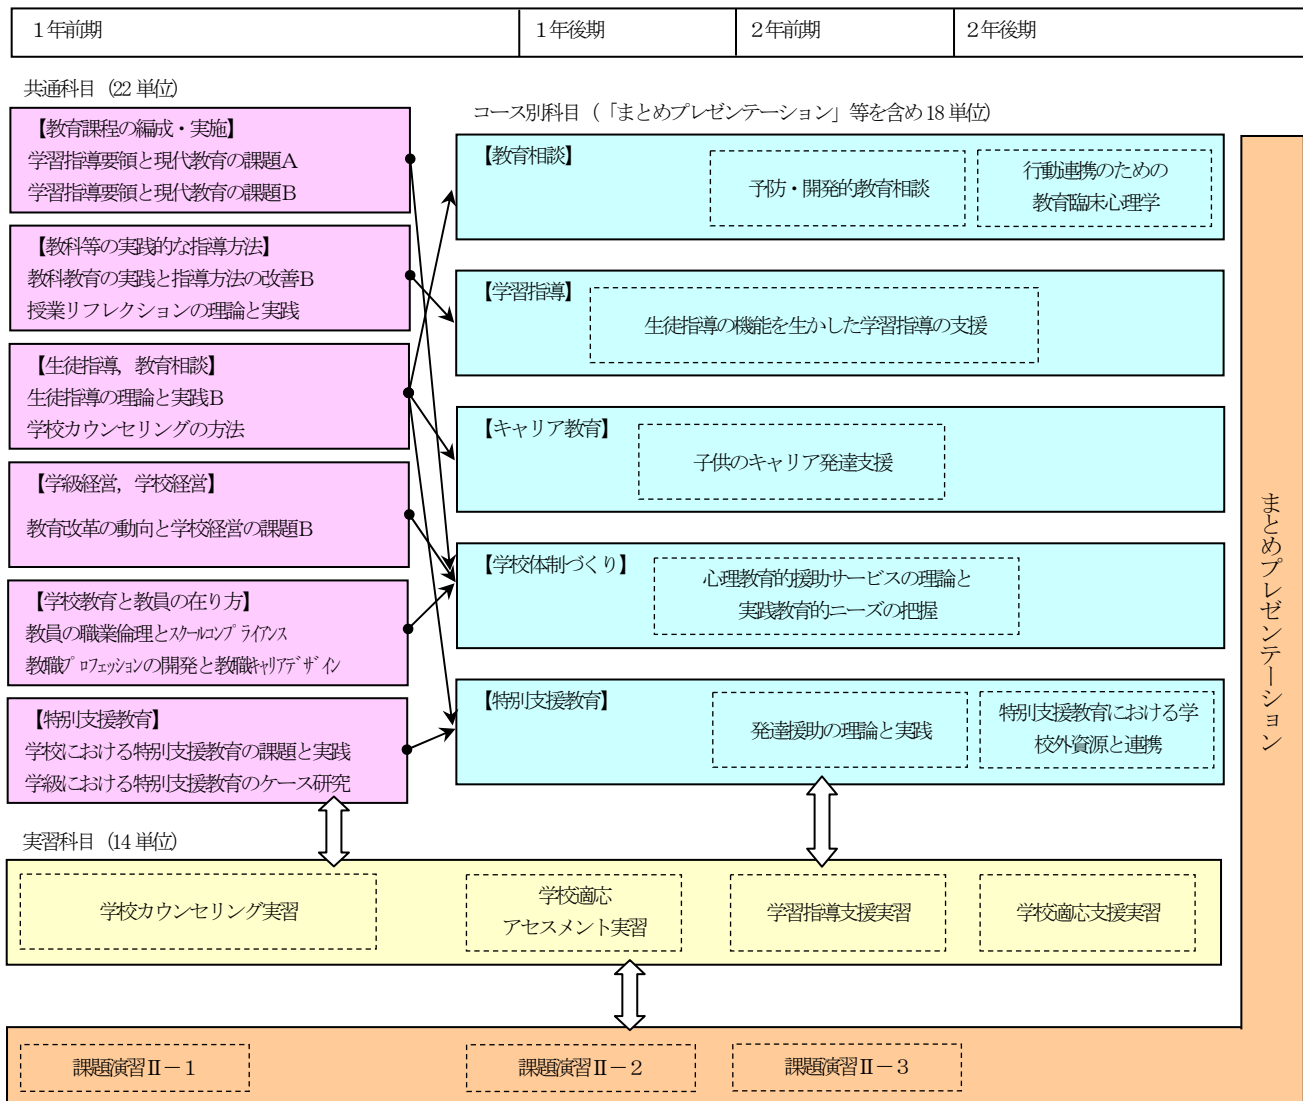 1年前期
1年後期
2年前期
2年後期
共通科目（22単位）
【教育課程の編成・実施】
学習指導要領と現代教育の課題A
学習指導要領と現代教育の課題B
【教科等の実践的な指導方法】
教科教育の実践と指導方法の改善B
授業リフレクションの理論と実践
【生徒指導，教育相談】
生徒指導の理論と実践B
学校カウンセリングの方法
【学級経営，学校経営】
教育改革の動向と学校経営の課題B
【学校教育と教員の在り方】
教員の職業倫理とスクールコンプライアンス
教職プロフェッションの開発と教職キャリアデザイン
【特別支援教育】
学校における特別支援教育の課題と実践
学級における特別支援教育のケース研究
コース別科目（「まとめプレゼンテーション」等を含め18単位）
【教育相談】
予防・開発的教育相談
行動連携のための
教育臨床心理学
【学習指導】
生徒指導の機能を生かした学習指導の支援
【キャリア教育】
子供のキャリア発達支援
【学校体制づくり】
心理教育的援助サービスの理論と
実践教育的ニーズの把握
【特別支援教育】
発達援助の理論と実践
特別支援教育における学
校外資源と連携
まとめプレゼンテーション
実習科目（14単位）
学校カウンセリング実習
学校適応
アセスメント実習
学習指導支援実習
学校適応支援実習
課題演習Ⅱ－1
課題演習Ⅱ－2
課題演習Ⅱ－3